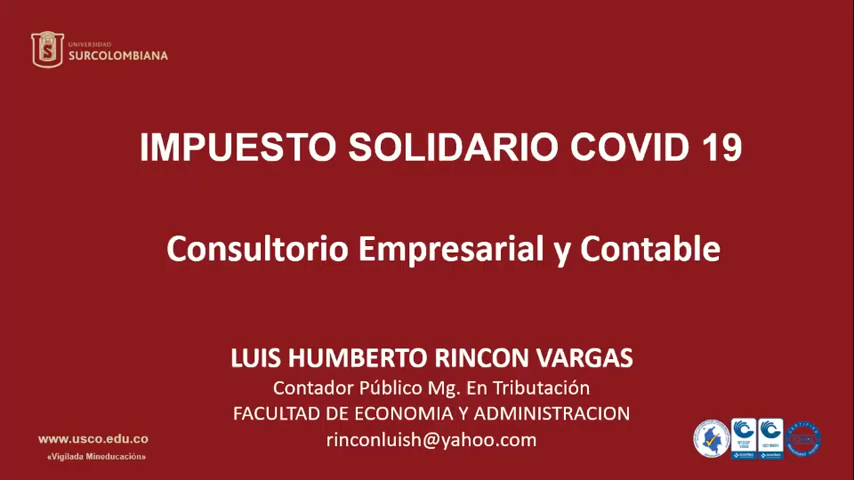 UNIVERSIDAD
SURCOLOMBIANA
IMPUESTO SOLIDARIO COVID 19
Consultorio Empresarial y Contable
LUIS HUMBERTO RINCON VARGAS
Contador Público Mg. En Tributación
FACULTAD DE ECONOMIA Y ADMINISTRACION
rinconluish@yahoo.com
www.usco.edu.co
«Vigilada Mineducación»